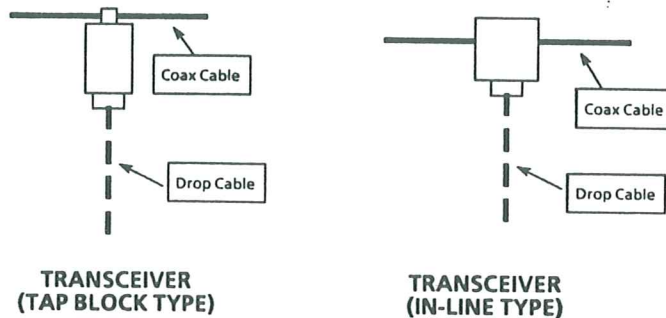 Coax Cable
Drop Cable
TRANSCEIVER
(TAP BLOCK TYPE)
Coax Cable
Drop Cable
TRANSCEIVER
(IN-LINE TYPE)